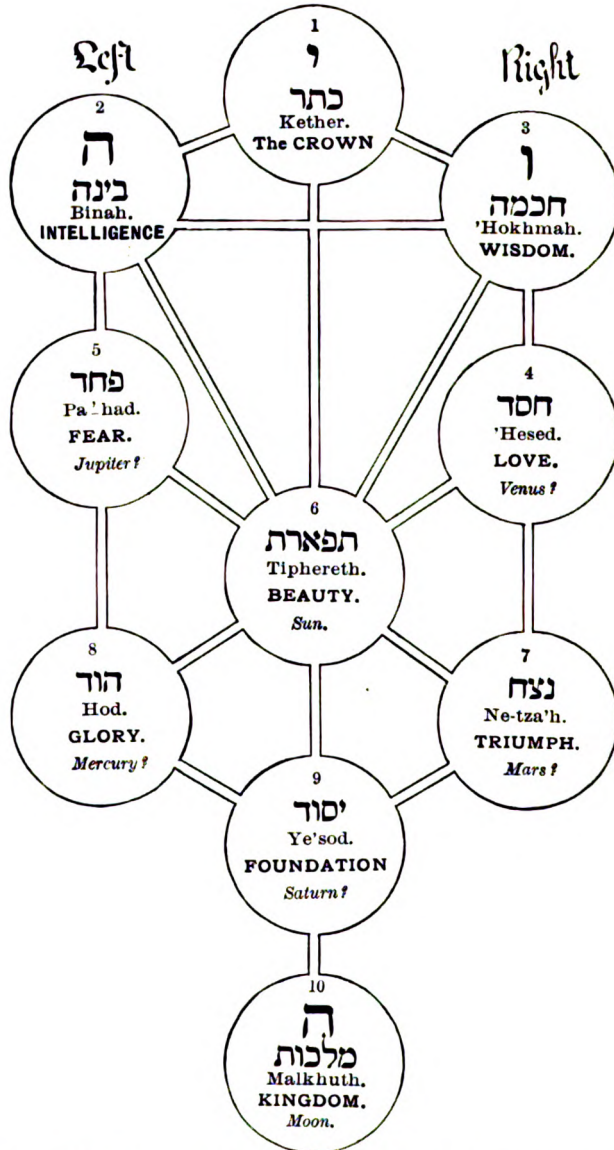 Left
Right
1
י
כתר
Kether.
The CROWN
2
ה
בינה
Binah.
INTELLIGENCE
3
ו
חכמה
'Hokhmah.
WISDOM.
5
פחד
Pa'had.
FEAR.
Jupiter?
4
חסד
'Hesed.
LOVE.
Venus?
6
תפארת
Tiphereth.
BEAUTY.
Sun.
8
הוד
Hod.
GLORY.
Mercury?
7
נצח
Ne-tza'h.
TRIUMPH.
Mars?
9
יסוד
Ye'sod.
FOUNDATION
Saturn?
10
ה
מלכות
Malkhuth.
KINGDOM.
Moon.